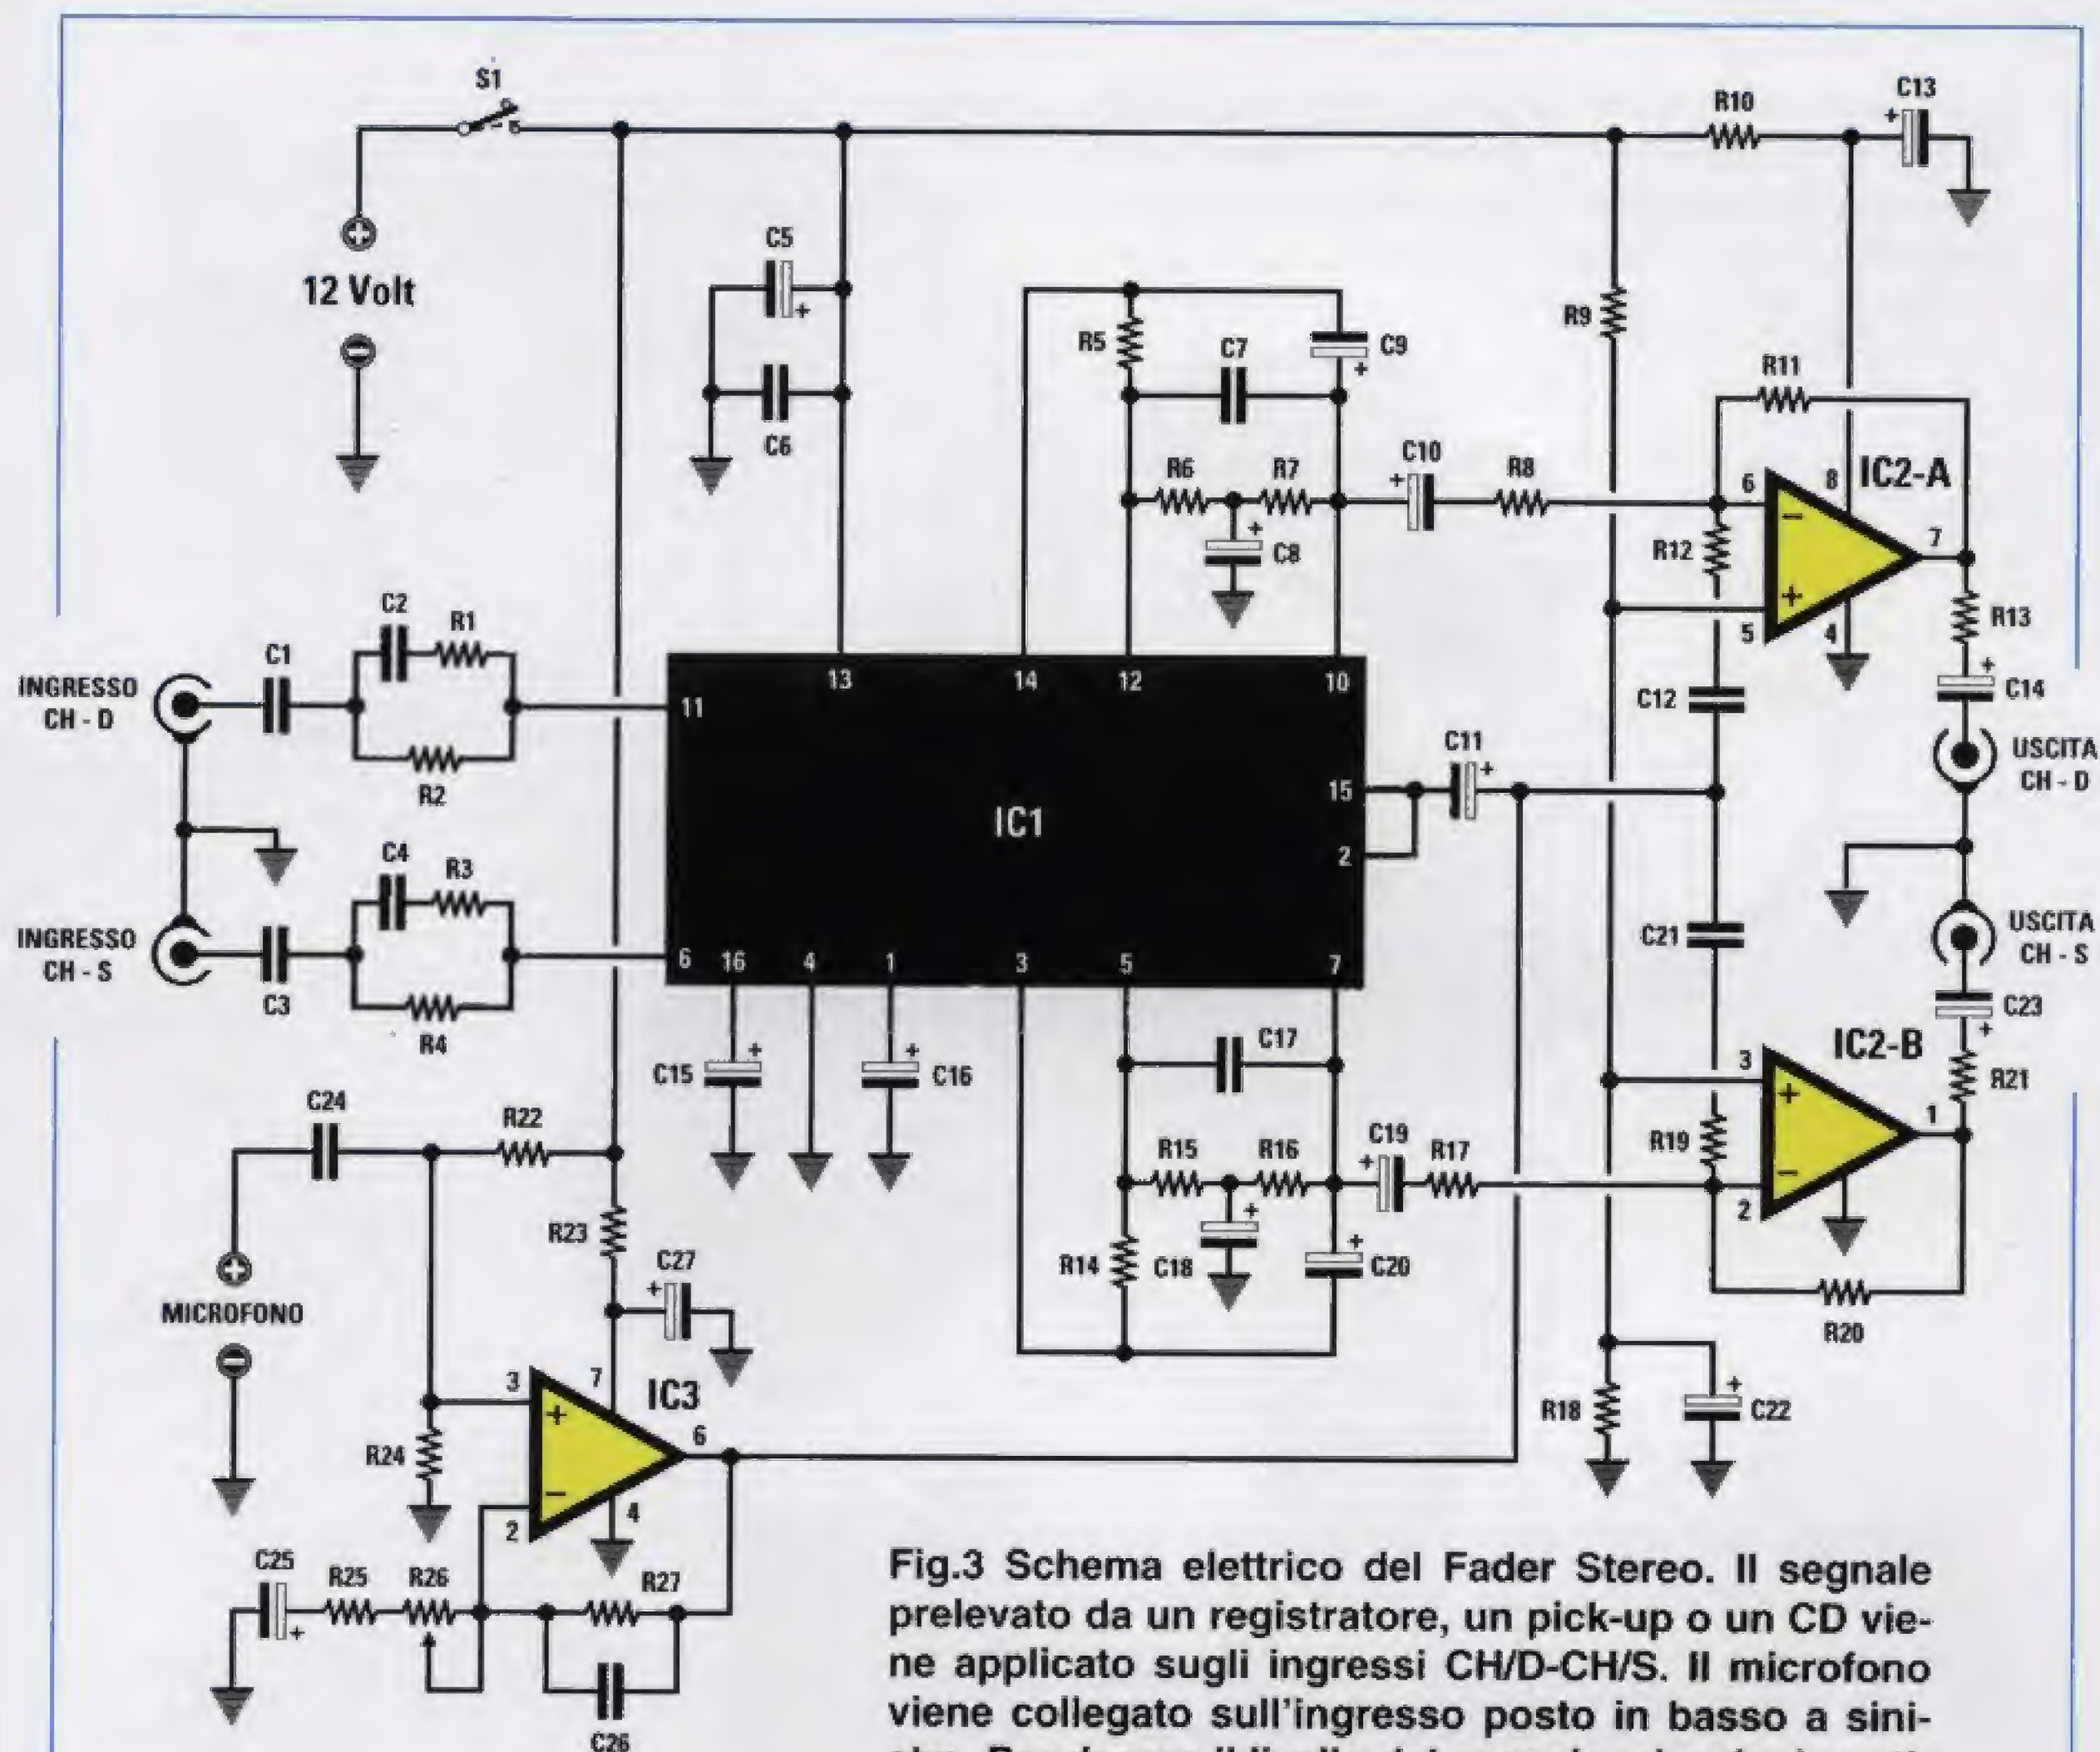 S1
R10
C13
+
12 Volt
C5
+
C6
R5
C7
C9
+
R9
R11
R6
R7
C10
+
R8
C8
+
6
8
IC2-A
7
R12
5
4
R13
+
C14
C2
R1
C1
INGRESSO
CH - D
R2
11
13
14
12
10
15
2
IC1
C11
+
C12
USCITA
CH - D
C4
R3
INGRESSO
CH - S
C3
R4
6
16
4
1
3
5
7
C21
USCITA
CH - S
C23
+
C15
+
C16
+
C17
3
IC2-B
R21
1
C24
R22
R15
R16
C19
+
R17
R19
2
R23
C27
+
R14
C18
+
C20
+
R20
MICROFONO
3
7
IC3
6
R24
R18
C22
+
2
4
C25
+
R25
R26
R27
C26
Fig.3 Schema elettrico del Fader Stereo. Il segnale
prelevato da un registratore, un pick-up o un CD vie-
ne applicato sugli ingressi CH/D-CH/S. Il microfono
viene collegato sull'ingresso posto in basso a sini-